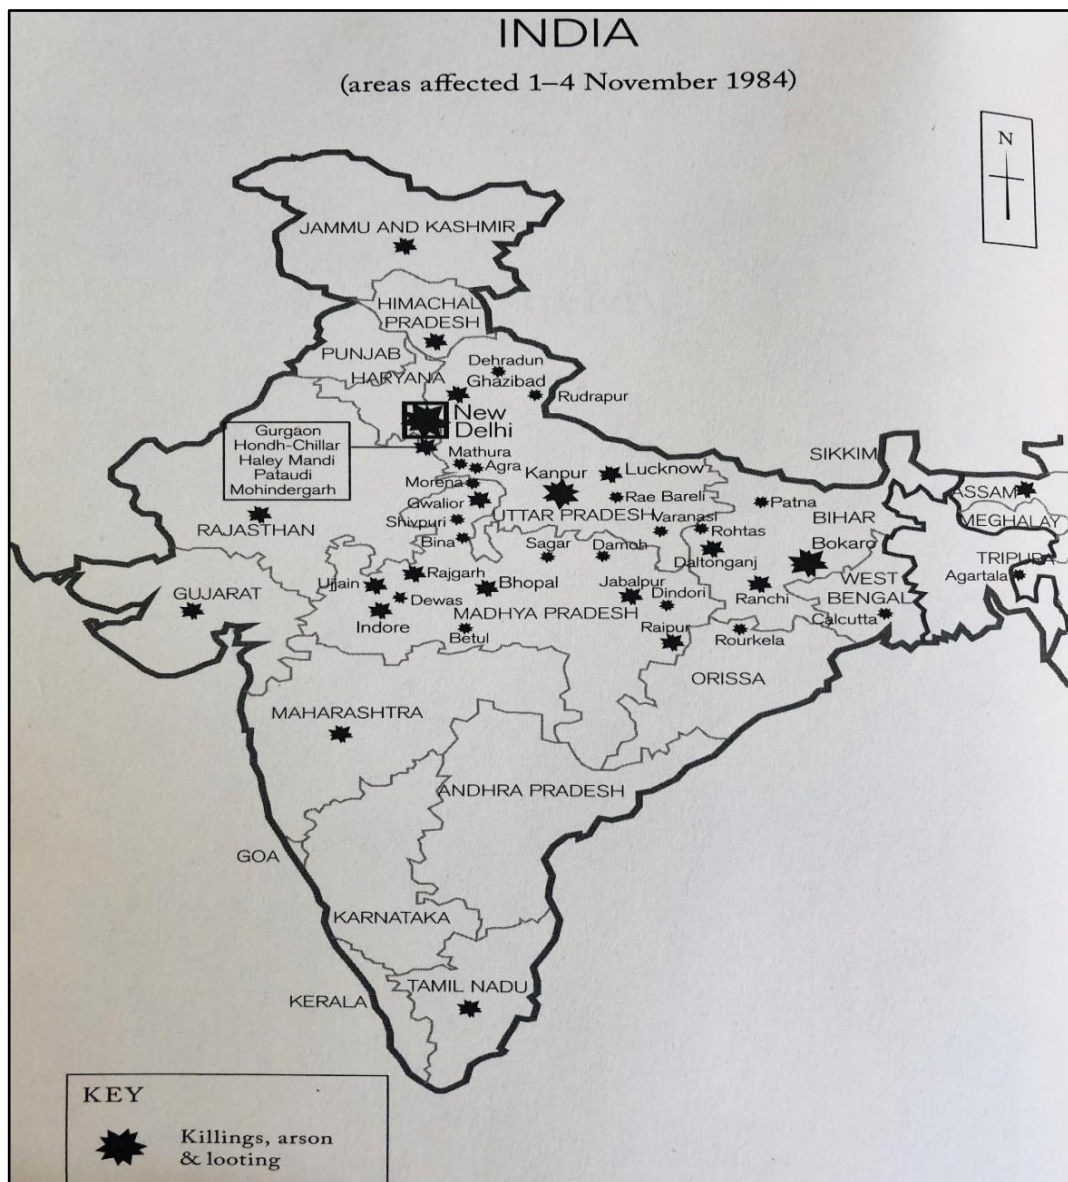 INDIA
(areas affected 1–4 November 1984)
N
JAMMU AND KASHMIR
HIMACHAL
PRADESH
PUNJAB
HARYANA
Dehradun
Ghazibad
Rudrapur
New
Delhi
Gurgaon
Hondh-Chillar
Haley Mandi
Pataudi
Mohindergarh
Mathura
Agra
Morena
Gwalior
Shivpuri
Bina
RAJASTHAN
Kanpur
Lucknow
Rae Bareli
UTTAR PRADESH
Varanasi
Rohtas
Patna
SIKKIM
ASSAM
MEGHALAY
BIHAR
Bokaro
Daltonganj
TRIPURA
Agartala
Sagar
Damoh
Ujjain
Rajgarh
Bhopal
Jabalpur
Dindori
Ranchi
WEST
BENGAL
Calcutta
GUJARAT
Dewas
Indore
MADHYA PRADESH
Betul
Raipur
Rourkela
ORISSA
MAHARASHTRA
ANDHRA PRADESH
GOA
KARNATAKA
KERALA
TAMIL NADU
KEY
Killings, arson
& looting